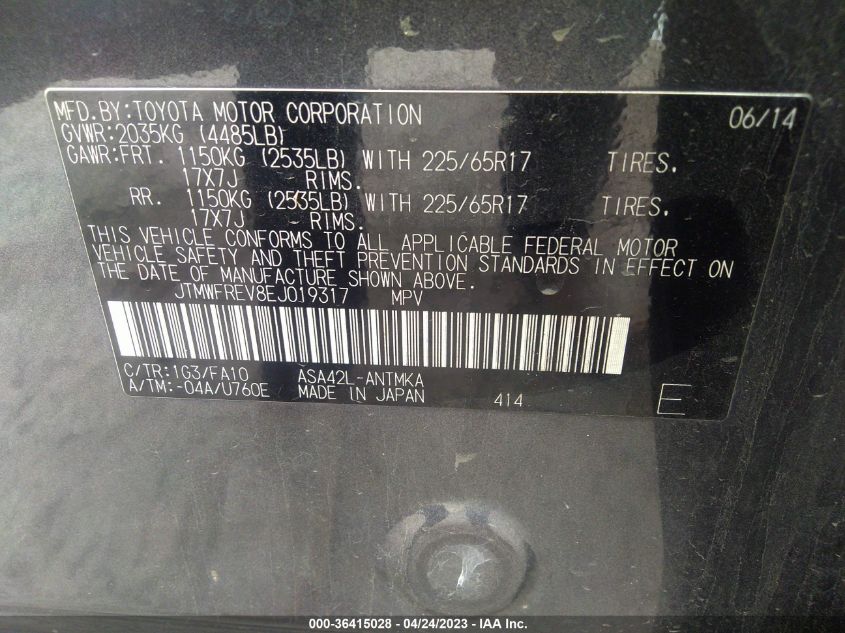 MFD.BY:TOYOTA MOTOR CORPORATION 06/14
GVWR:2035KG (4485LB)
GAWR:FRT. 1150KG (2535LB) WITH 225/65R17 TIRES.
17X7J RIMS.
RR. 1150KG (2535LB) WITH 225/65R17 TIRES.
17X7J RIMS.
THIS VEHICLE CONFORMS TO ALL APPLICABLE FEDERAL MOTOR
VEHICLE SAFETY AND THEFT PREVENTION STANDARDS IN EFFECT ON
THE DATE OF MANUFACTURE SHOWN ABOVE.
JTMWFREV8EJ019317 MPV
C/TR:1G3/FA10 ASA42L-ANTMKA
A/TM:-04A/U760E MADE IN JAPAN 414 E
000-36415028 - 04/24/2023 - IAA Inc.